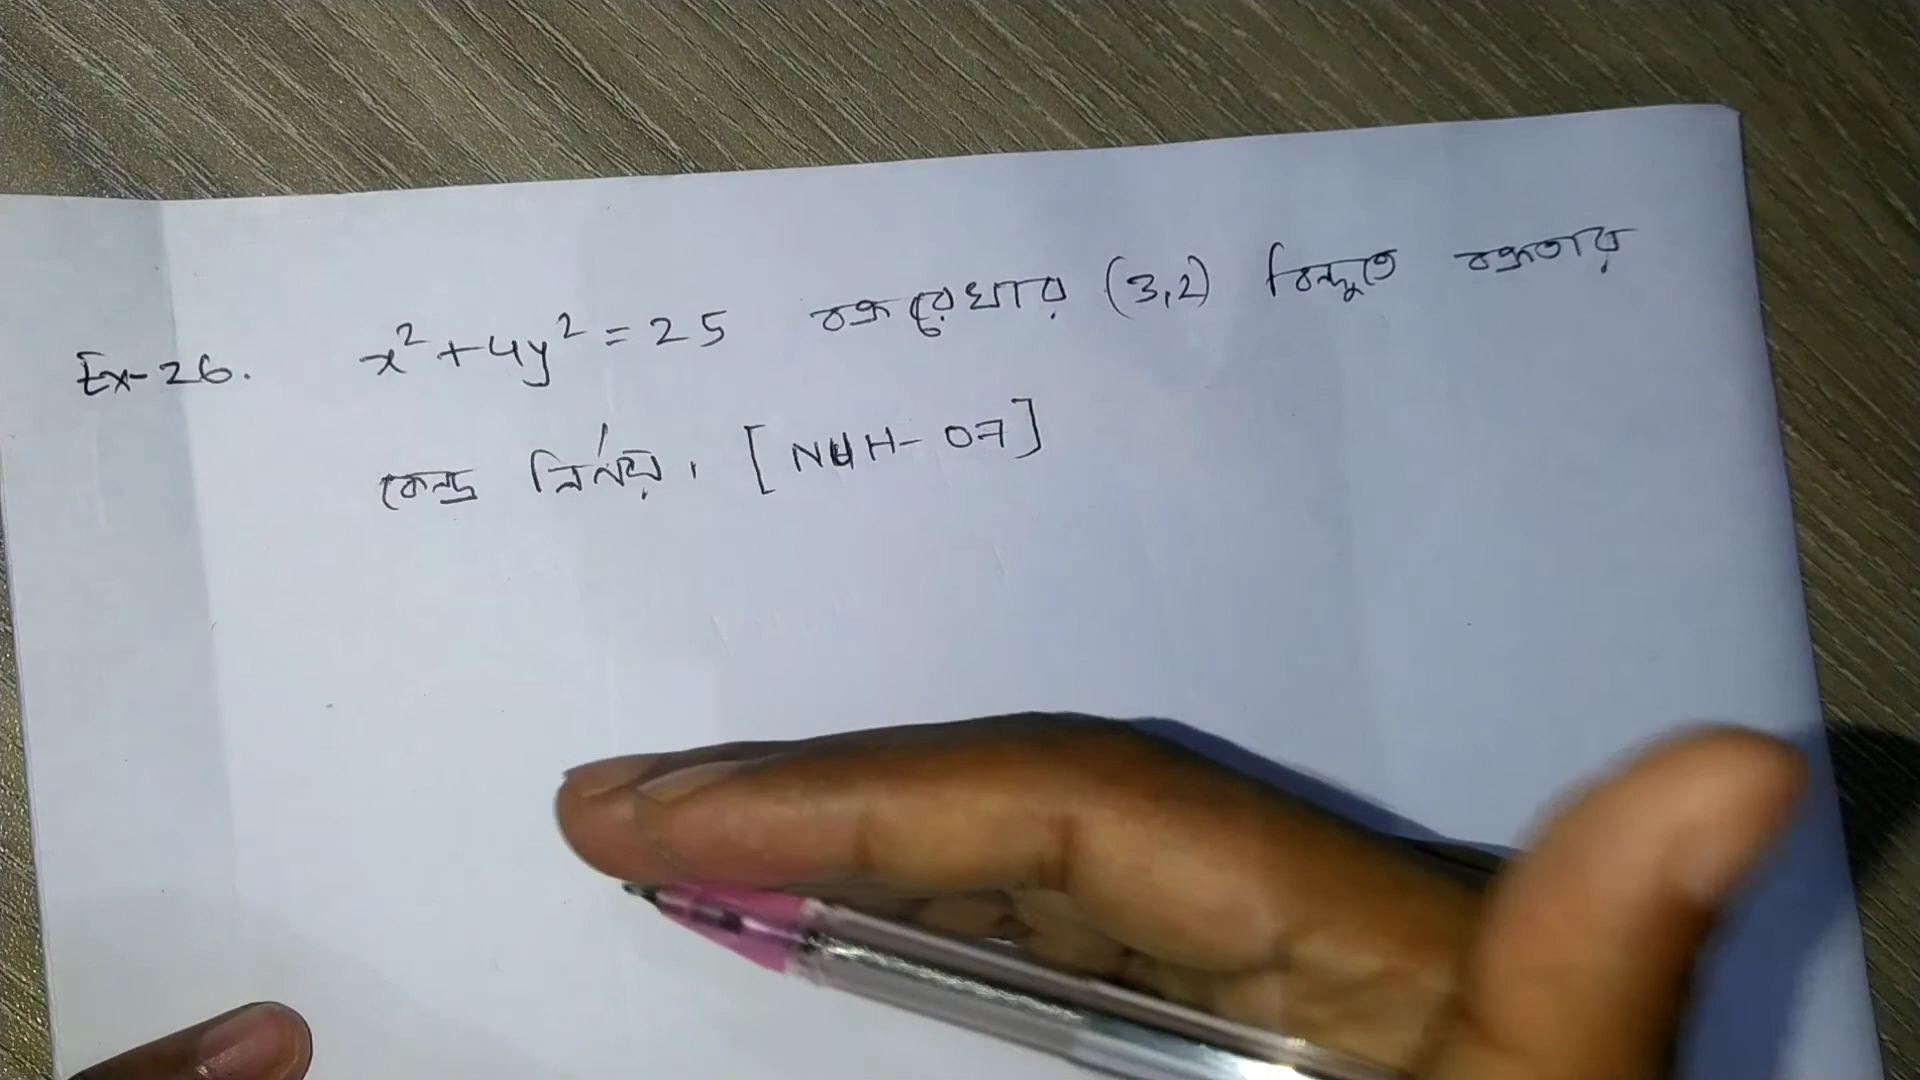 Ex-26. x² + 4y² = 25 বক্ররেখার (3,2) বিন্দুতে বক্রতার
কেন্দ্র নির্ণয়। [NUH-07]